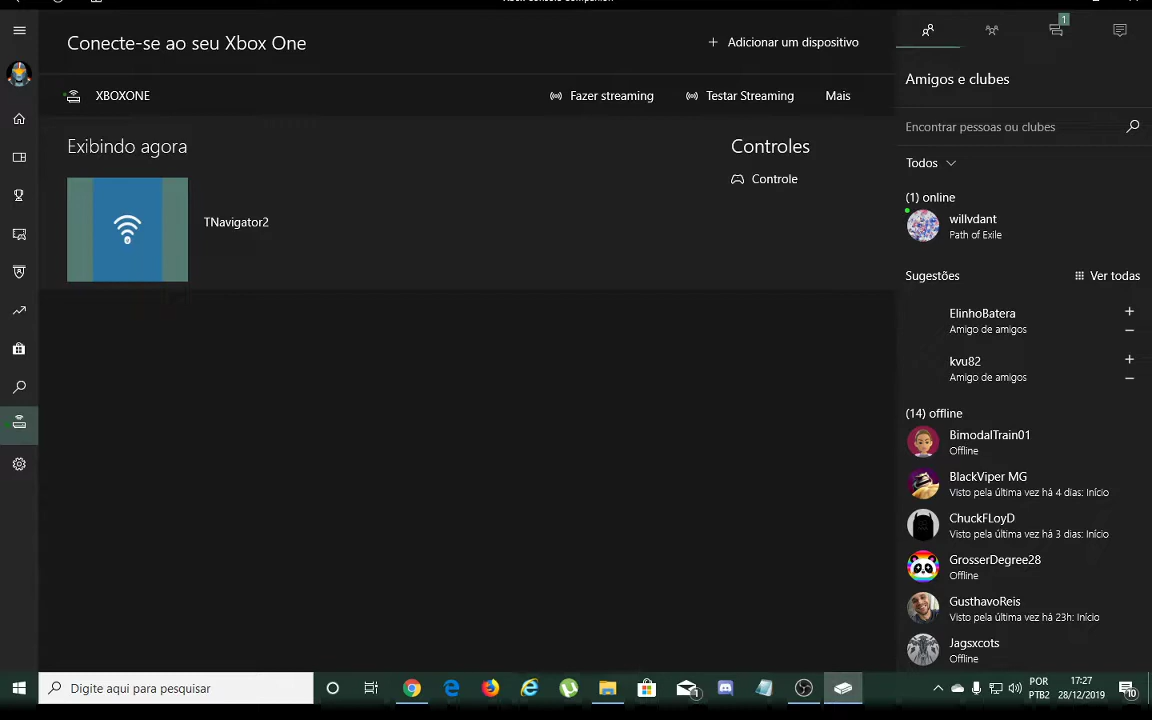 Conecte-se ao seu Xbox One
Adicionar um dispositivo
XBOXONE
Fazer streaming
Testar Streaming
Mais
Exibindo agora
TNavigator2
Controles
Controle
1
Amigos e clubes
Encontrar pessoas ou clubes
Todos
(1) online
willvdant
Path of Exile
Sugestões
Ver todas
ElinhoBatera
Amigo de amigos
kvu82
Amigo de amigos
(14) offline
BimodalTrain01
Offline
BlackViper MG
Visto pela última vez há 4 dias: Início
ChuckFLoyD
Visto pela última vez há 3 dias: Início
GrosserDegree28
Offline
GusthavoReis
Visto pela última vez há 23h: Início
Jagsxcots
Offline
Digite aqui para pesquisar
1
POR
PTB2
17:27
28/12/2019
10